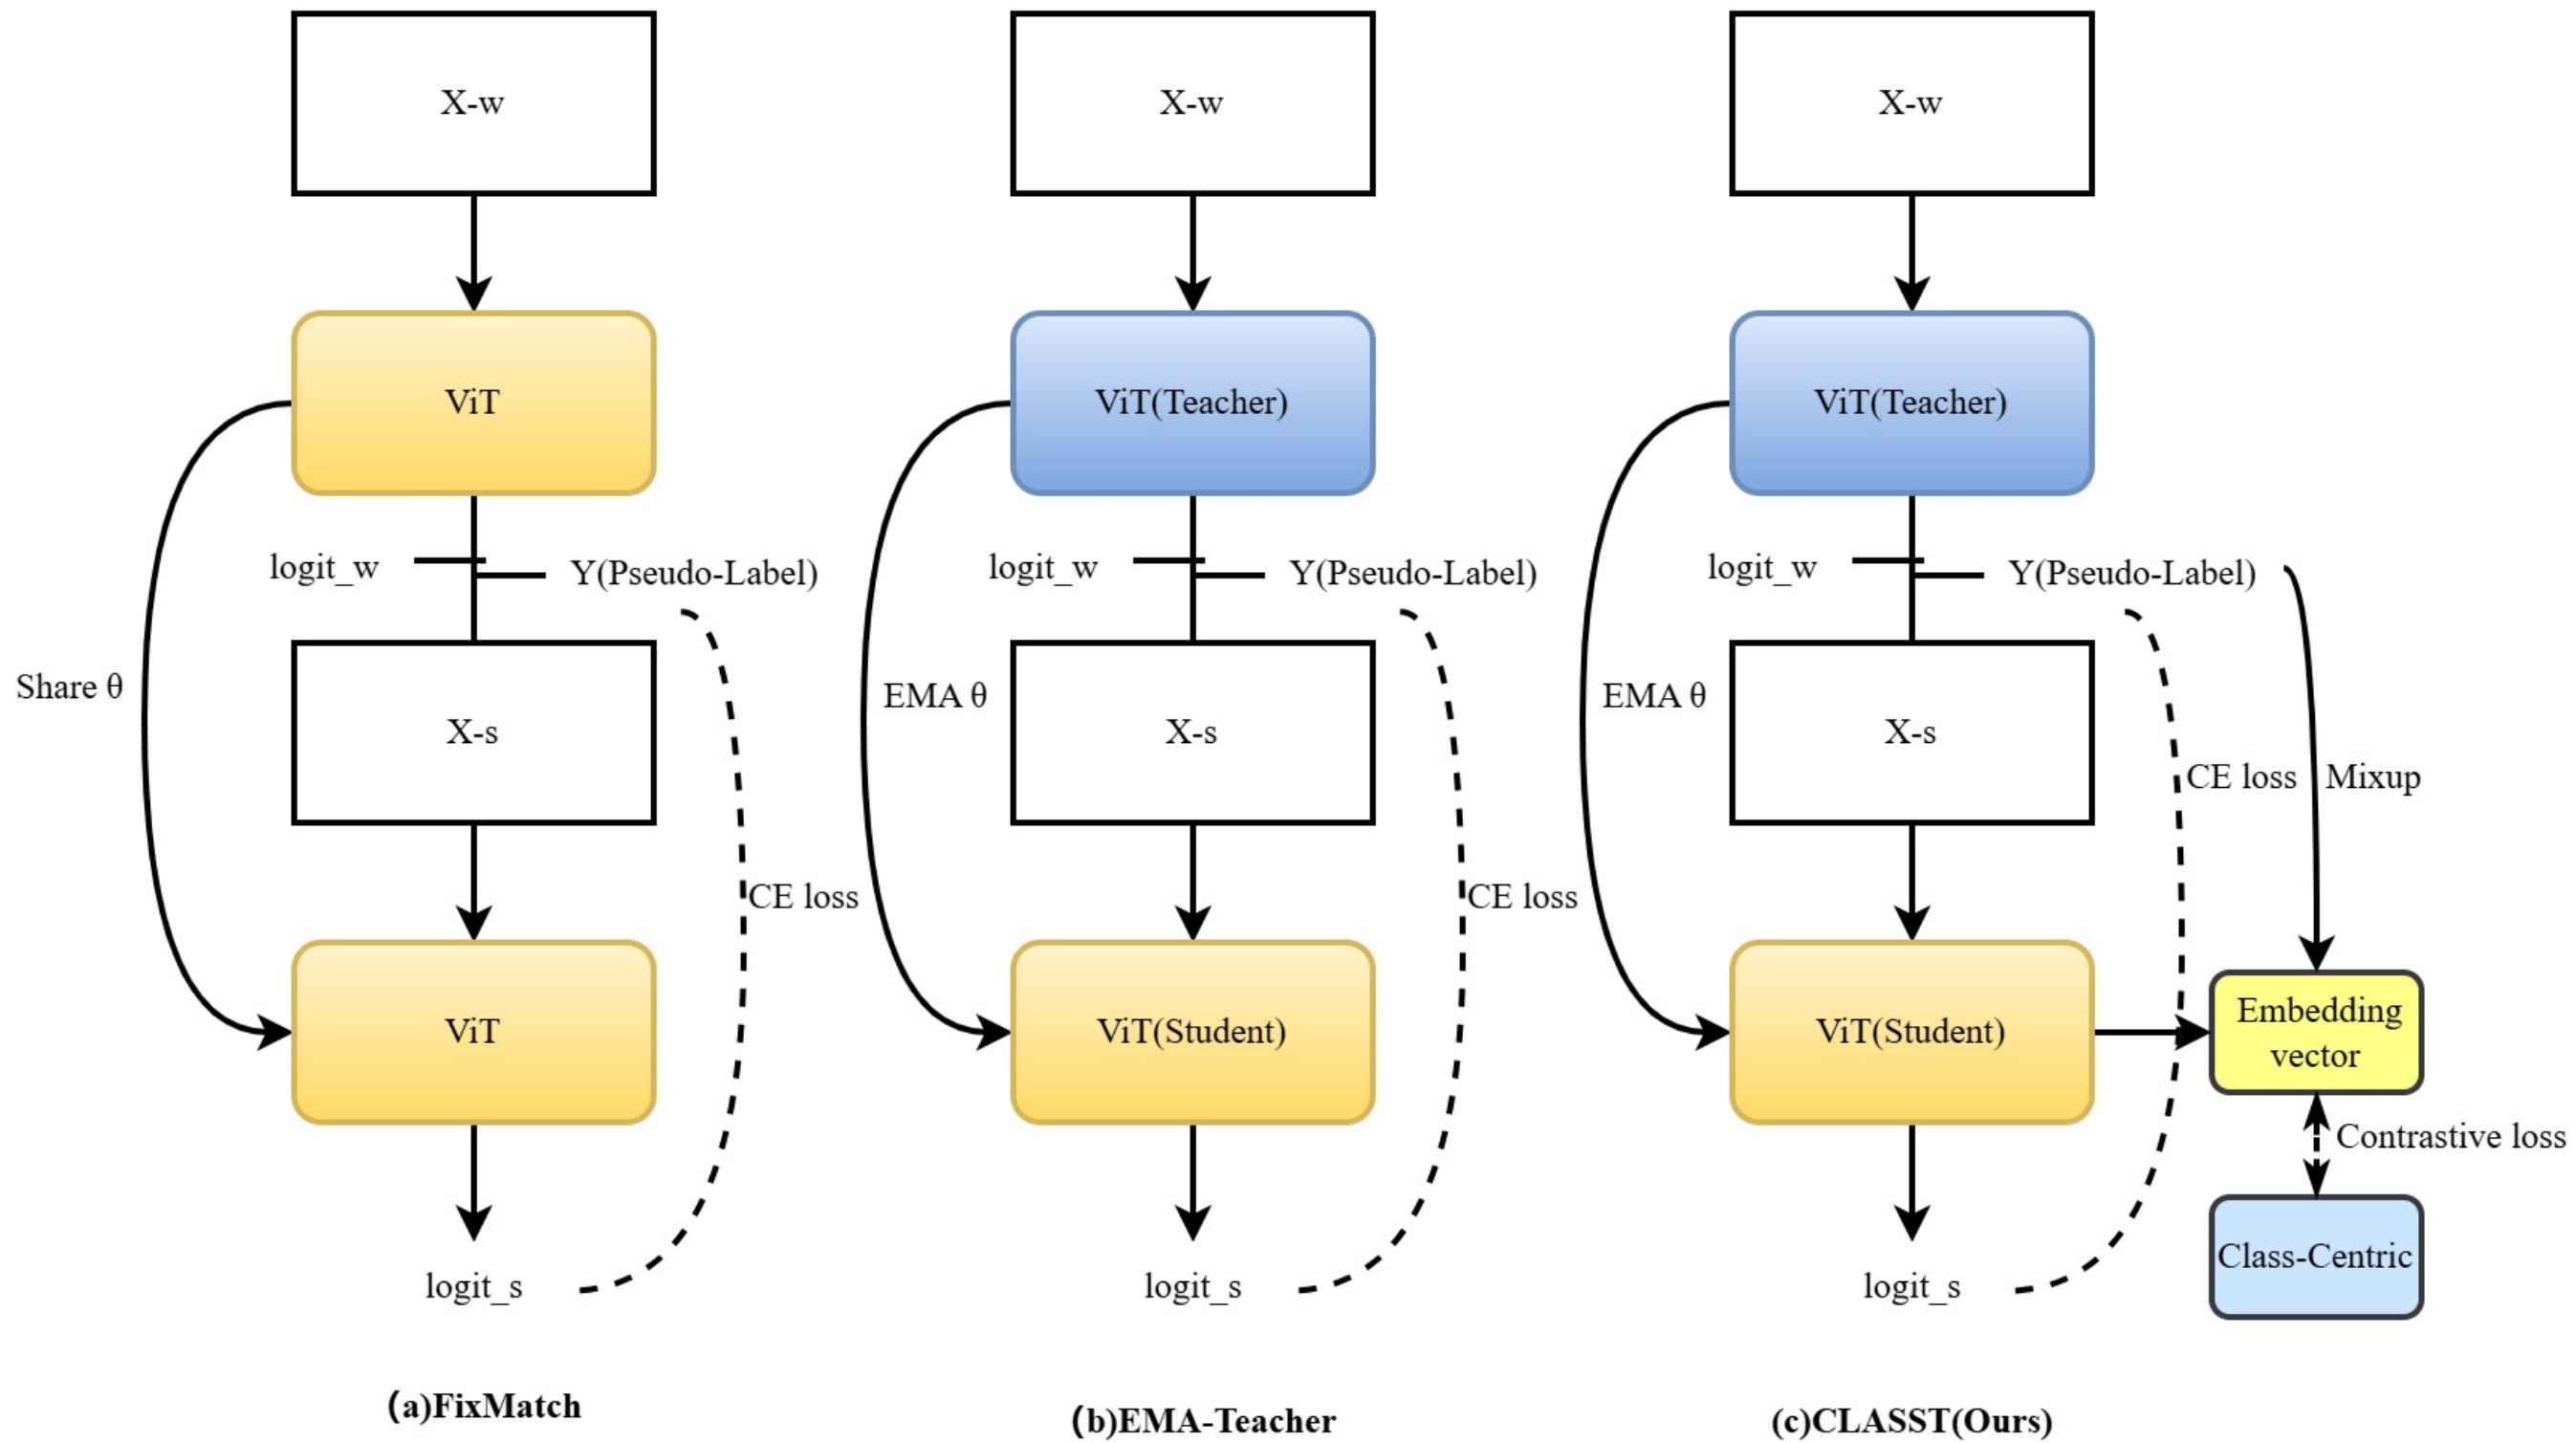 X-w
ViT
logit_w
Y(Pseudo-Label)
Share θ
X-s
CE loss
ViT
logit_s
(a)FixMatch
X-w
ViT(Teacher)
logit_w
Y(Pseudo-Label)
EMA θ
X-s
CE loss
ViT(Student)
logit_s
(b)EMA-Teacher
X-w
ViT(Teacher)
logit_w
Y(Pseudo-Label)
EMA θ
X-s
CE loss
Mixup
ViT(Student)
Embedding
vector
Contrastive loss
Class-Centric
logit_s
(c)CLASST(Ours)